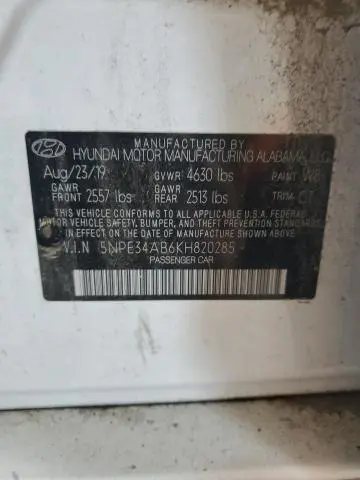 MANUFACTURED BY
HYUNDAI MOTOR MANUFACTURING ALABAMA, LLC
Aug/23/19 GVWR: 4630 lbs PAINT W8
GAWR FRONT 2557 lbs GAWR REAR 2513 lbs TRIM
THIS VEHICLE CONFORMS TO ALL APPLICABLE U.S.A. FEDERAL
MOTOR VEHICLE SAFETY, BUMPER, AND THEFT PREVENTION STANDARDS
IN EFFECT ON THE DATE OF MANUFACTURE SHOWN ABOVE.
V.I.N 5NPE34AB6KH820285
PASSENGER CAR